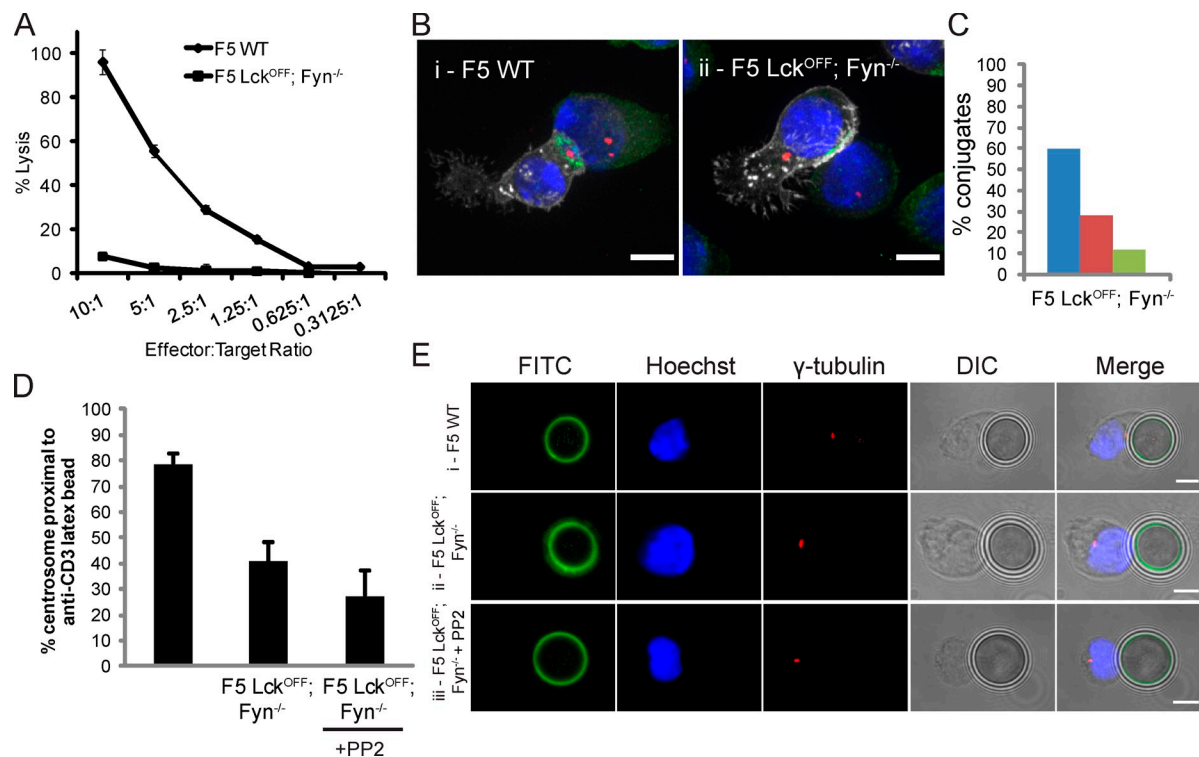 A
F5 WT
F5 Lck^OFF; Fyn^-/-
% Lysis
100
80
60
40
20
0
10:1
5:1
2.5:1
1.25:1
0.625:1
0.3125:1
Effector:Target Ratio
B
i - F5 WT
ii - F5 Lck^OFF; Fyn^-/-
C
% conjugates
100
90
80
70
60
50
40
30
20
10
0
F5 Lck^OFF; Fyn^-/-
D
% centrosome proximal to
anti-CD3 latex bead
100
90
80
70
60
50
40
30
20
10
0
F5 Lck^OFF;
Fyn^-/-
F5 Lck^OFF;
Fyn^-/-
+PP2
E
FITC
Hoechst
γ-tubulin
DIC
Merge
i - F5 WT
ii - F5 Lck^OFF;
Fyn^-/-
iii - F5 Lck^OFF;
Fyn^-/- + PP2